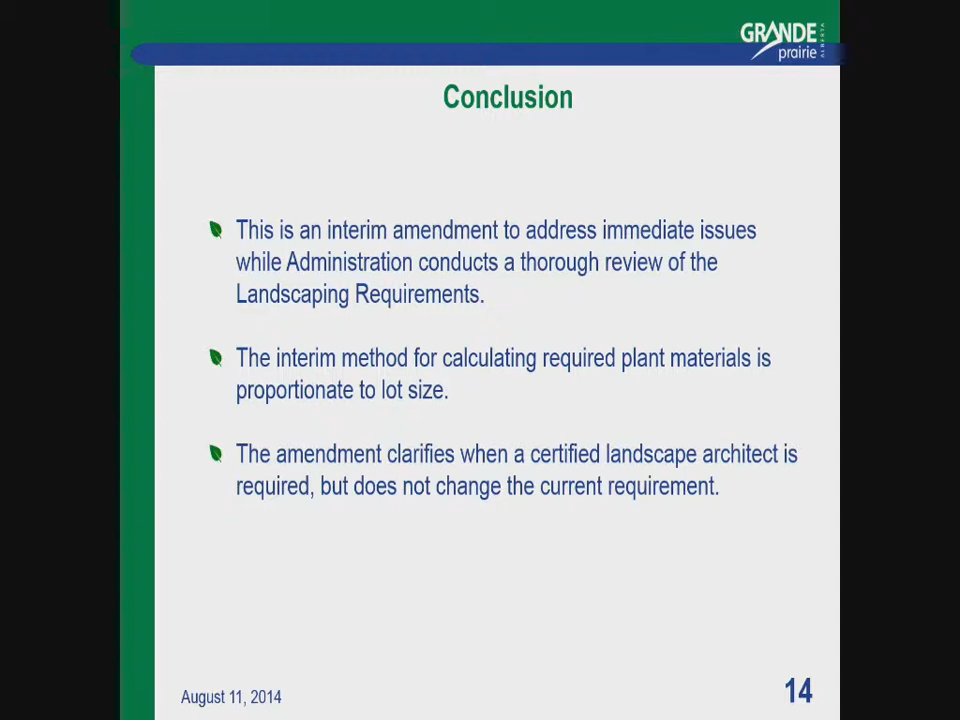 GRANDE
prairie
ALBERTA
Conclusion
This is an interim amendment to address immediate issues
while Administration conducts a thorough review of the
Landscaping Requirements.
The interim method for calculating required plant materials is
proportionate to lot size.
The amendment clarifies when a certified landscape architect is
required, but does not change the current requirement.
August 11, 2014
14